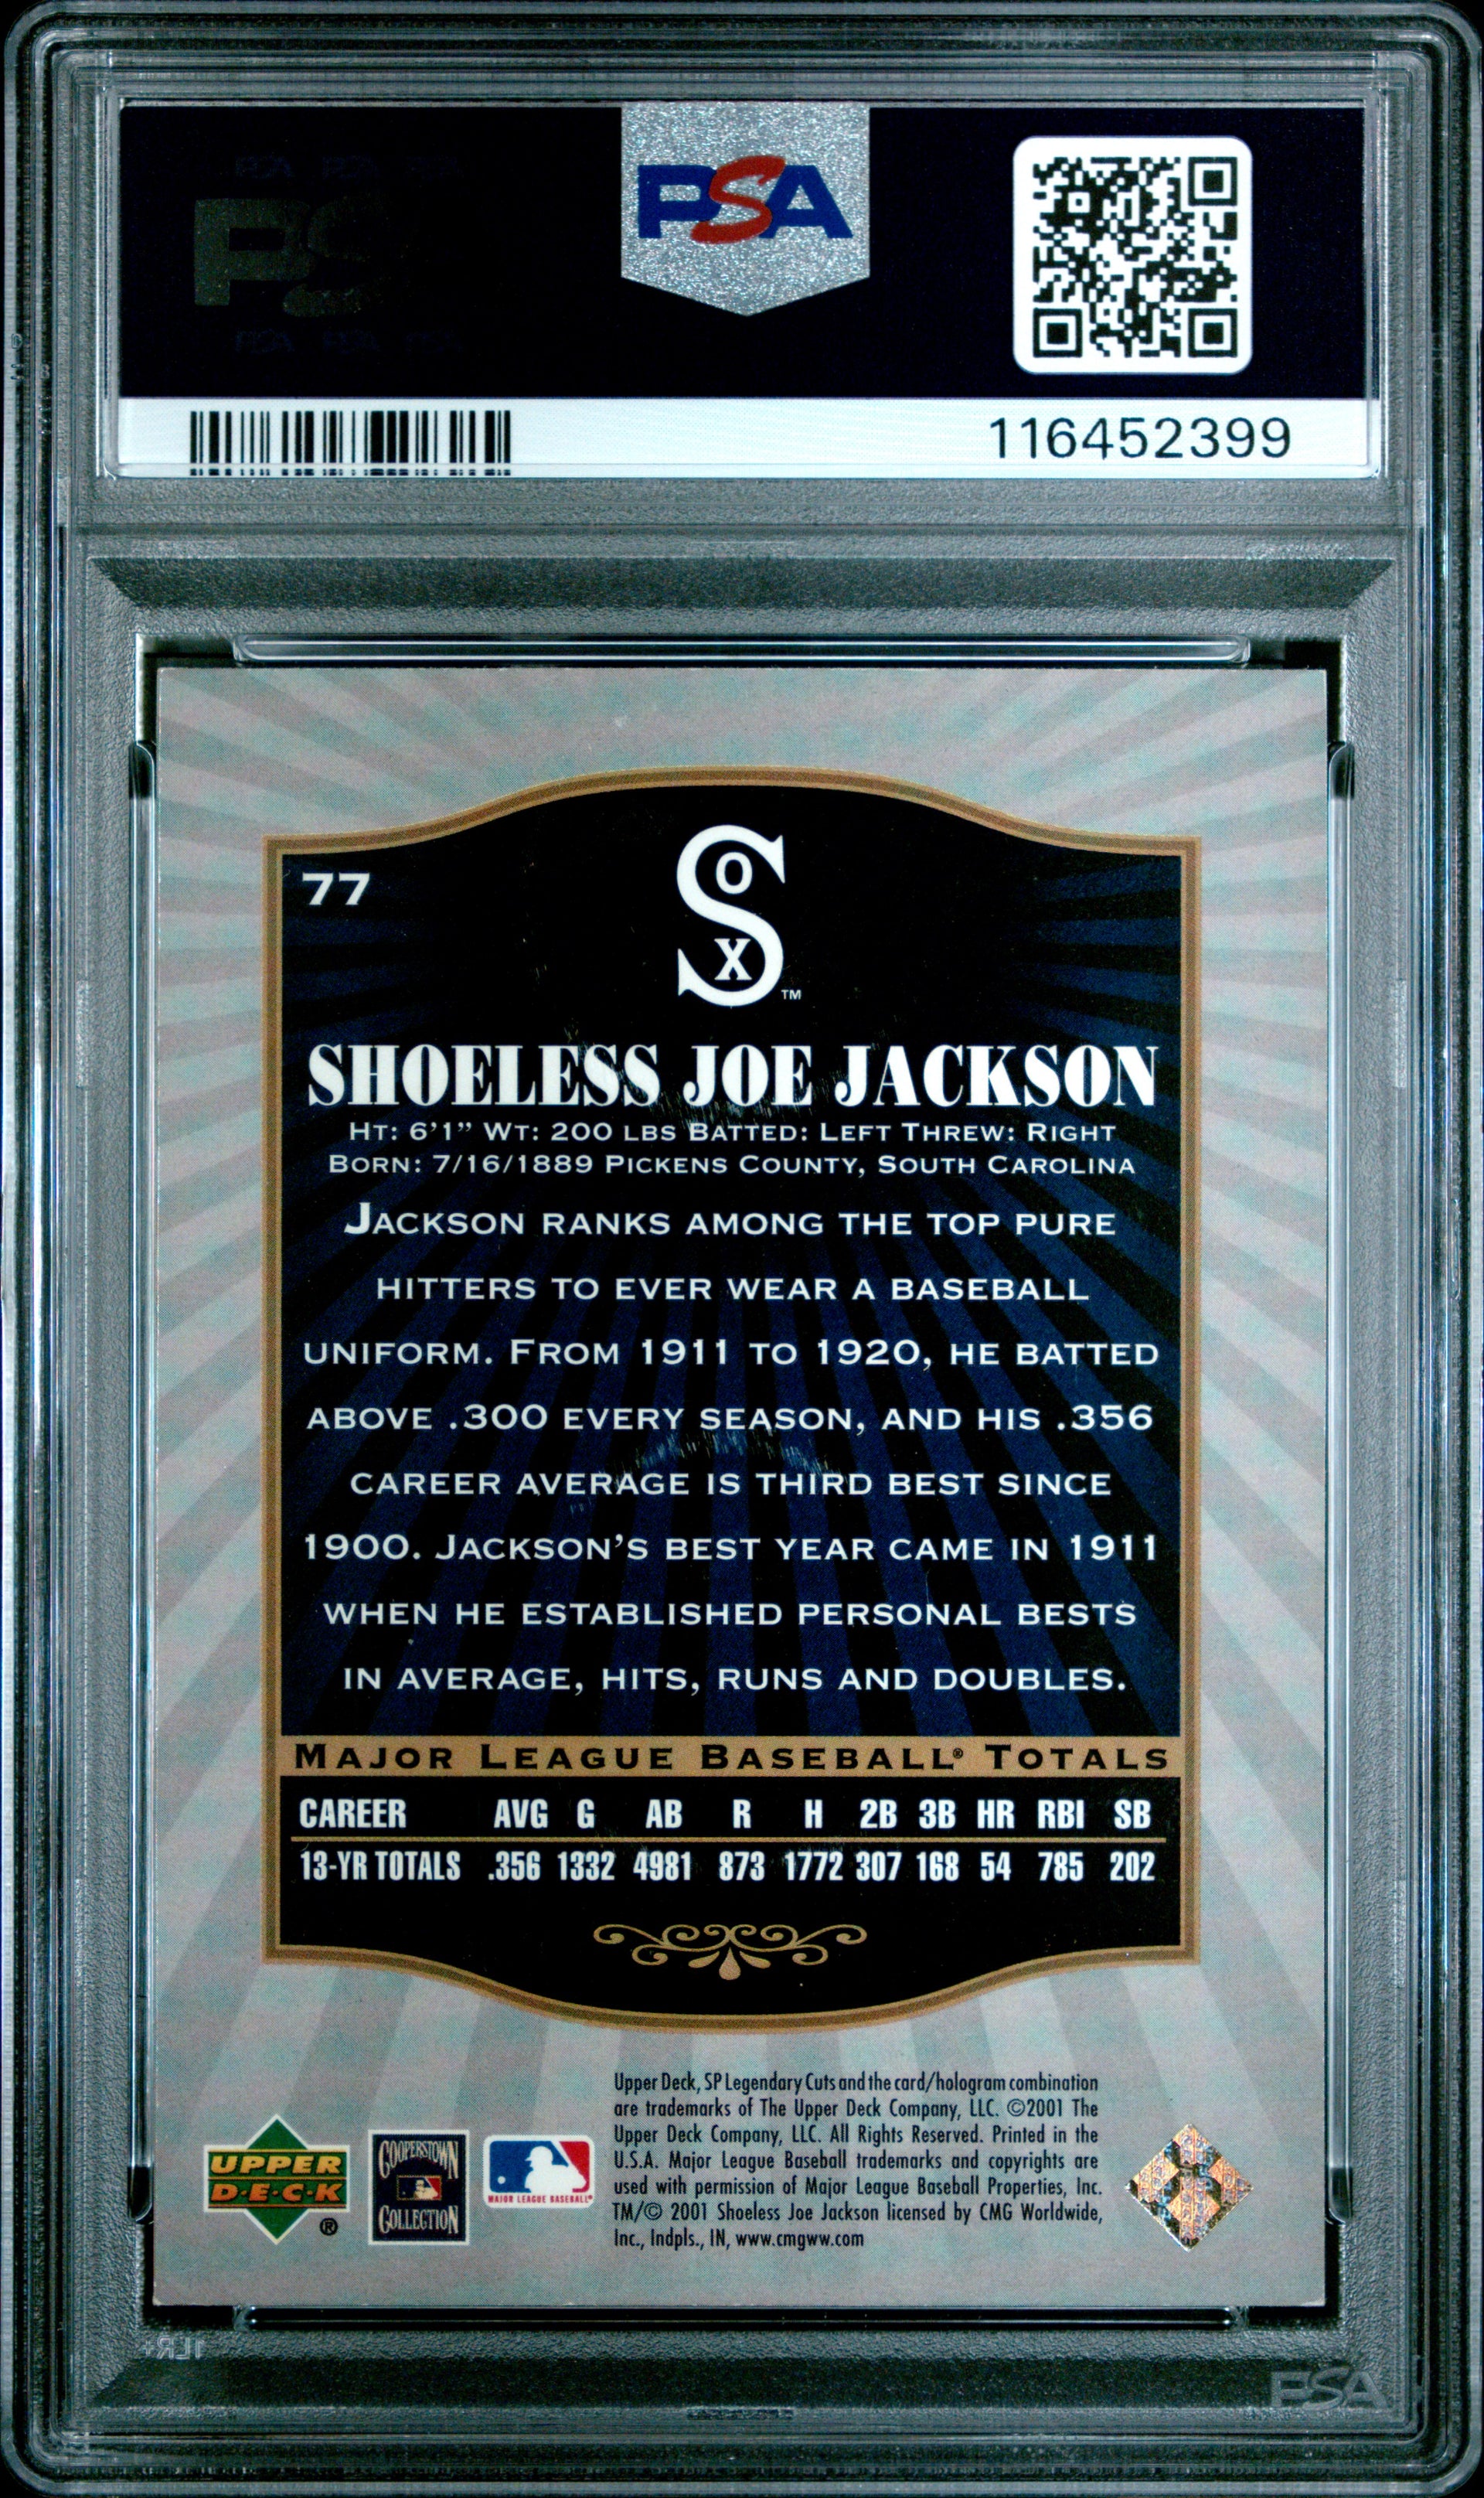 PSA
116452399
77
SOX™
SHOELESS JOE JACKSON
HT: 6'1" WT: 200 LBS BATTED: LEFT THREW: RIGHT
BORN: 7/16/1889 PICKENS COUNTY, SOUTH CAROLINA
JACKSON RANKS AMONG THE TOP PURE
HITTERS TO EVER WEAR A BASEBALL
UNIFORM. FROM 1911 TO 1920, HE BATTED
ABOVE .300 EVERY SEASON, AND HIS .356
CAREER AVERAGE IS THIRD BEST SINCE
1900. JACKSON'S BEST YEAR CAME IN 1911
WHEN HE ESTABLISHED PERSONAL BESTS
IN AVERAGE, HITS, RUNS AND DOUBLES.
MAJOR LEAGUE BASEBALL® TOTALS
CAREER AVG G AB R H 2B 3B HR RBI SB
13-YR TOTALS .356 1332 4981 873 1772 307 168 54 785 202
Upper Deck, SP Legendary Cuts and the card/hologram combination
are trademarks of The Upper Deck Company, LLC. ©2001 The
Upper Deck Company, LLC. All Rights Reserved. Printed in the
U.S.A. Major League Baseball trademarks and copyrights are
used with permission of Major League Baseball Properties, Inc.
TM/© 2001 Shoeless Joe Jackson licensed by CMG Worldwide,
Inc., Indpls., IN, www.cmgww.com
UPPER
D·E·C·K
®
COOPERSTOWN
COLLECTION
MAJOR LEAGUE BASEBALL®
PSA